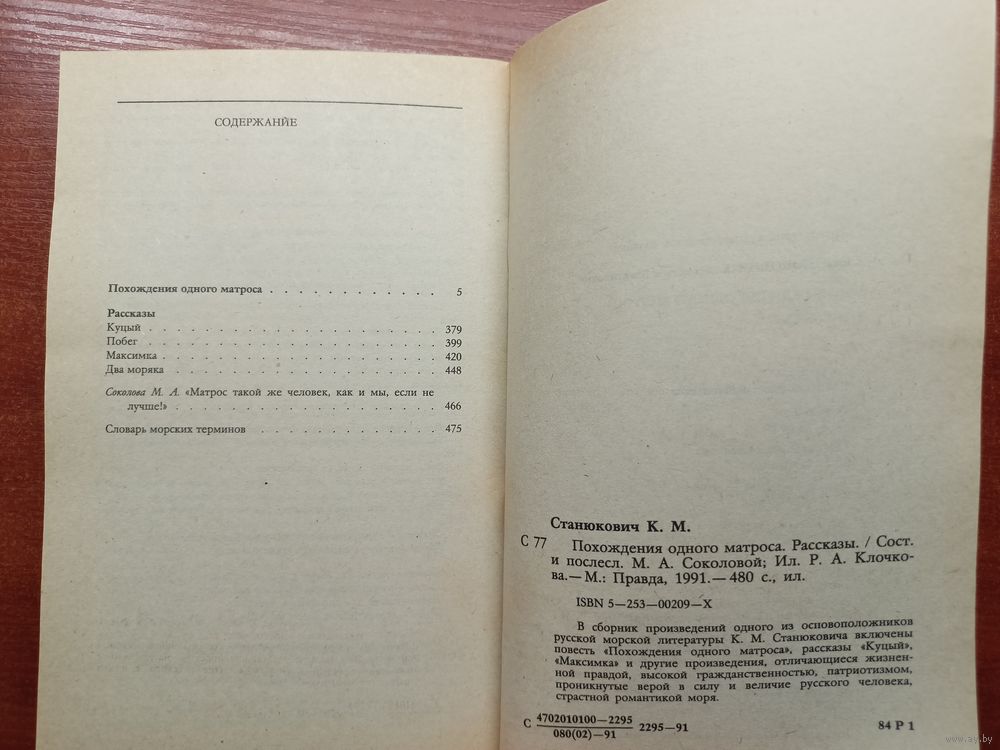 СОДЕРЖАНИЕ
Похождения одного матроса . . . . . . . . . . . . 5
Рассказы
Куцый . . . . . . . . . . . . . . . . . . . . . 379
Побег . . . . . . . . . . . . . . . . . . . . . 399
Максимка . . . . . . . . . . . . . . . . . . . . 420
Два моряка . . . . . . . . . . . . . . . . . . . 448
Соколова М. А. «Матрос такой же человек, как и мы, если не
лучше!» . . . . . . . . . . . . . . . . . . . 466
Словарь морских терминов . . . . . . . . . . . . . 475
Станюкович К. М.
С 77 Похождения одного матроса. Рассказы. / Сост.
и послесл. М. А. Соколовой; Ил. Р. А. Клочко-
ва.— М.: Правда, 1991.— 480 с., ил.
ISBN 5—253—00209—X
В сборник произведений одного из основоположников
русской морской литературы К. М. Станюковича включены
повесть «Похождения одного матроса», рассказы «Куцый»,
«Максимка» и другие произведения, отличающиеся жизнен-
ной правдой, высокой гражданственностью, патриотизмом,
проникнутые верой в силу и величие русского человека,
страстной романтикой моря.
С 4702010100—2295
080(02)—91
2295—91
84 Р 1
www.ay.by